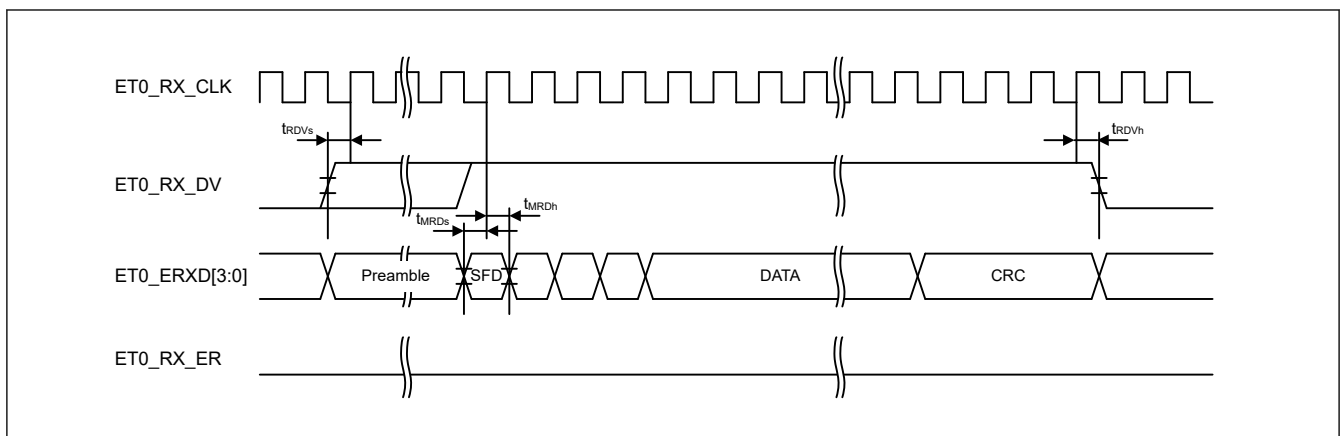 ET0_RX_CLK
tRDVs
tRDVh
ET0_RX_DV
tMRDs
tMRDh
ET0_ERXD[3:0]
Preamble
SFD
DATA
CRC
ET0_RX_ER